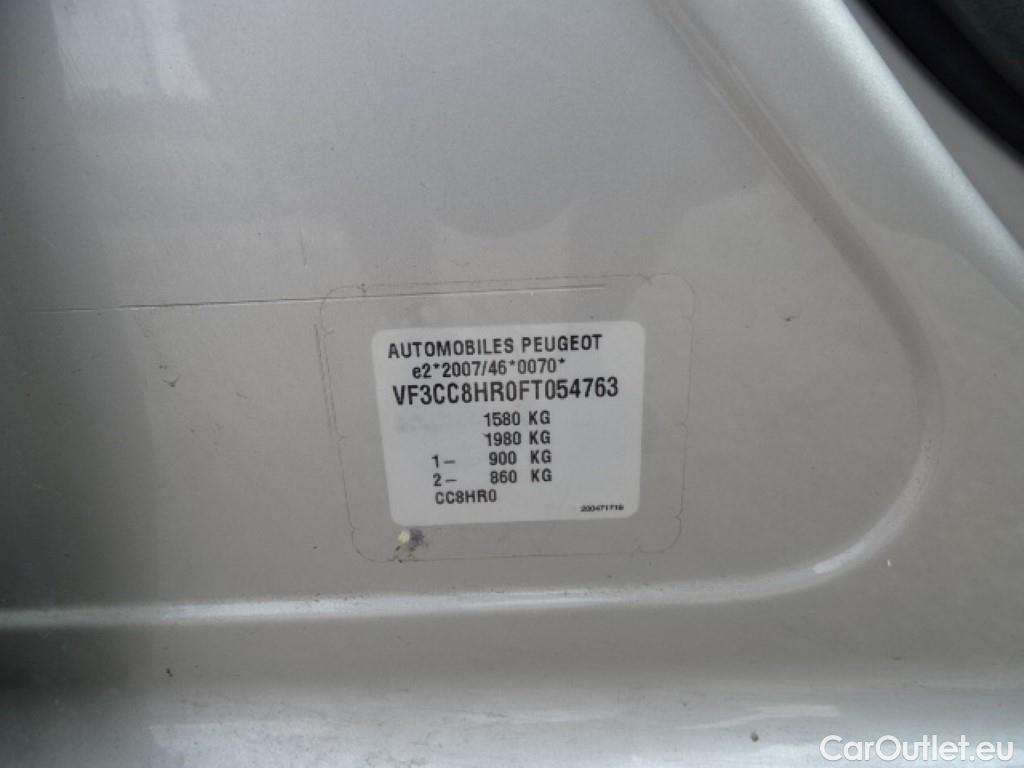 AUTOMOBILES PEUGEOT
e2*2007/46*0070*
VF3CC8HR0FT054763
1580 KG
1980 KG
1– 900 KG
2– 860 KG
CC8HR0
200471718
CarOutlet.eu